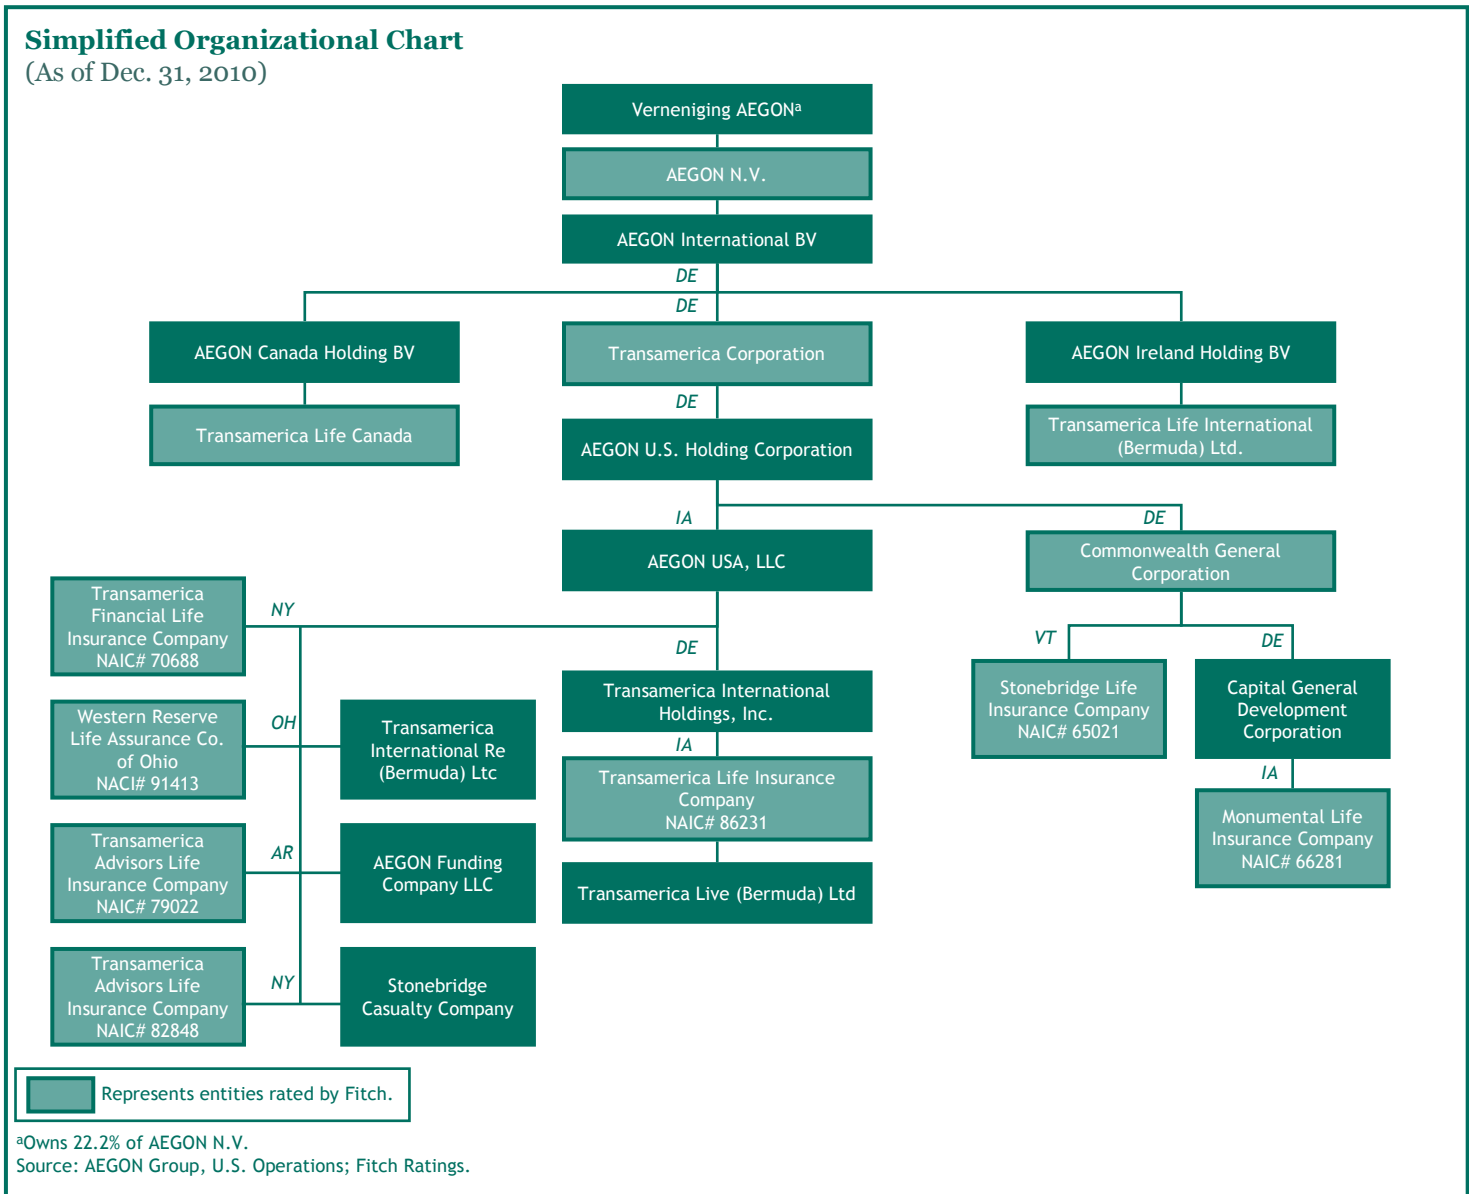 Simplified Organizational Chart
(As of Dec. 31, 2010)
Verneniging AEGONᵃ
AEGON N.V.
AEGON International BV
DE
DE
AEGON Canada Holding BV
Transamerica Corporation
AEGON Ireland Holding BV
DE
Transamerica Life Canada
AEGON U.S. Holding Corporation
Transamerica Life International
(Bermuda) Ltd.
IA
DE
AEGON USA, LLC
Commonwealth General
Corporation
Transamerica
Financial Life
Insurance Company
NAIC# 70688
NY
DE
VT
DE
Transamerica International
Holdings, Inc.
Stonebridge Life
Insurance Company
NAIC# 65021
Capital General
Development
Corporation
Western Reserve
Life Assurance Co.
of Ohio
NACI# 91413
OH
Transamerica
International Re
(Bermuda) Ltc
IA
Transamerica Life Insurance
Company
NAIC# 86231
IA
Monumental Life
Insurance Company
NAIC# 66281
Transamerica
Advisors Life
Insurance Company
NAIC# 79022
AR
AEGON Funding
Company LLC
Transamerica Live (Bermuda) Ltd
Transamerica
Advisors Life
Insurance Company
NAIC# 82848
NY
Stonebridge
Casualty Company
Represents entities rated by Fitch.
ᵃOwns 22.2% of AEGON N.V.
Source: AEGON Group, U.S. Operations; Fitch Ratings.